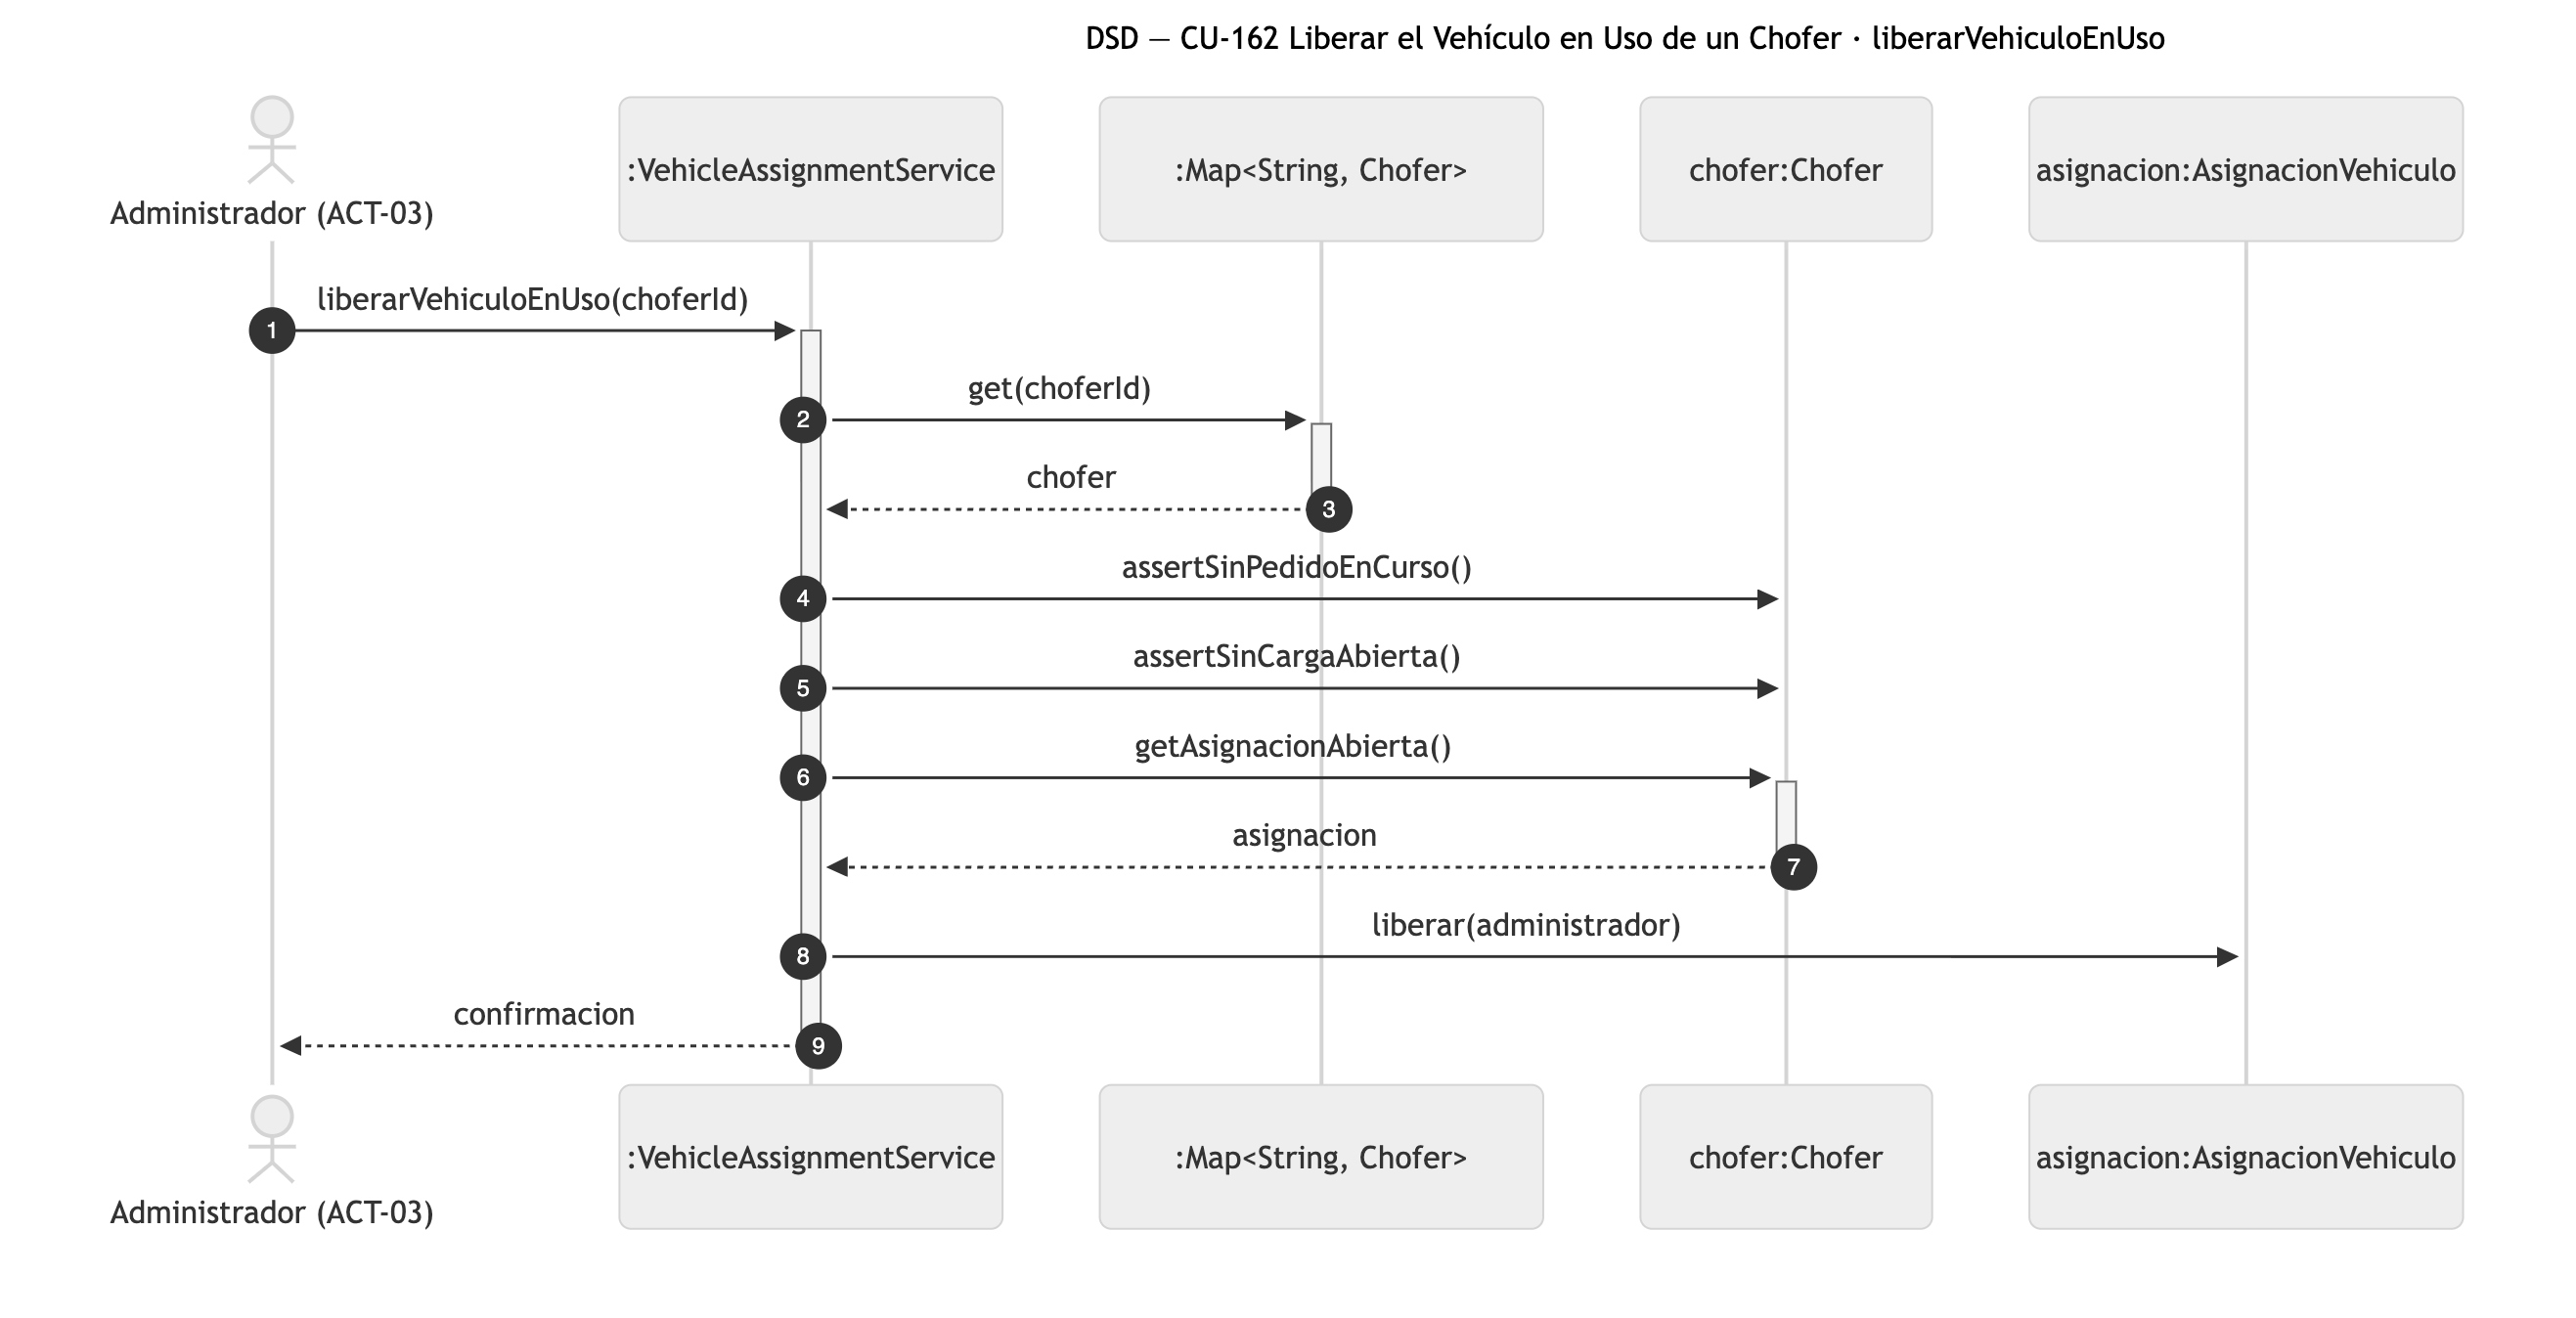 DSD — CU-162 Liberar el Vehículo en Uso de un Chofer · liberarVehiculoEnUso
Administrador (ACT-03)
:VehicleAssignmentService
:Map<String, Chofer>
chofer:Chofer
asignacion:AsignacionVehiculo
liberarVehiculoEnUso(choferId)
1
get(choferId)
2
chofer
3
assertSinPedidoEnCurso()
4
assertSinCargaAbierta()
5
getAsignacionAbierta()
6
asignacion
7
liberar(administrador)
8
confirmacion
9
Administrador (ACT-03)
:VehicleAssignmentService
:Map<String, Chofer>
chofer:Chofer
asignacion:AsignacionVehiculo